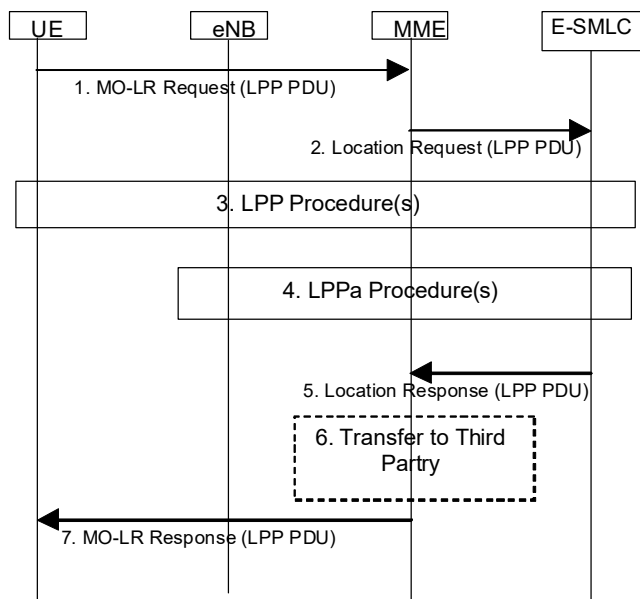 UE
eNB
MME
E-SMLC
1. MO-LR Request (LPP PDU)
2. Location Request (LPP PDU)
3. LPP Procedure(s)
4. LPPa Procedure(s)
5. Location Response (LPP PDU)
6. Transfer to Third
Partry
7. MO-LR Response (LPP PDU)